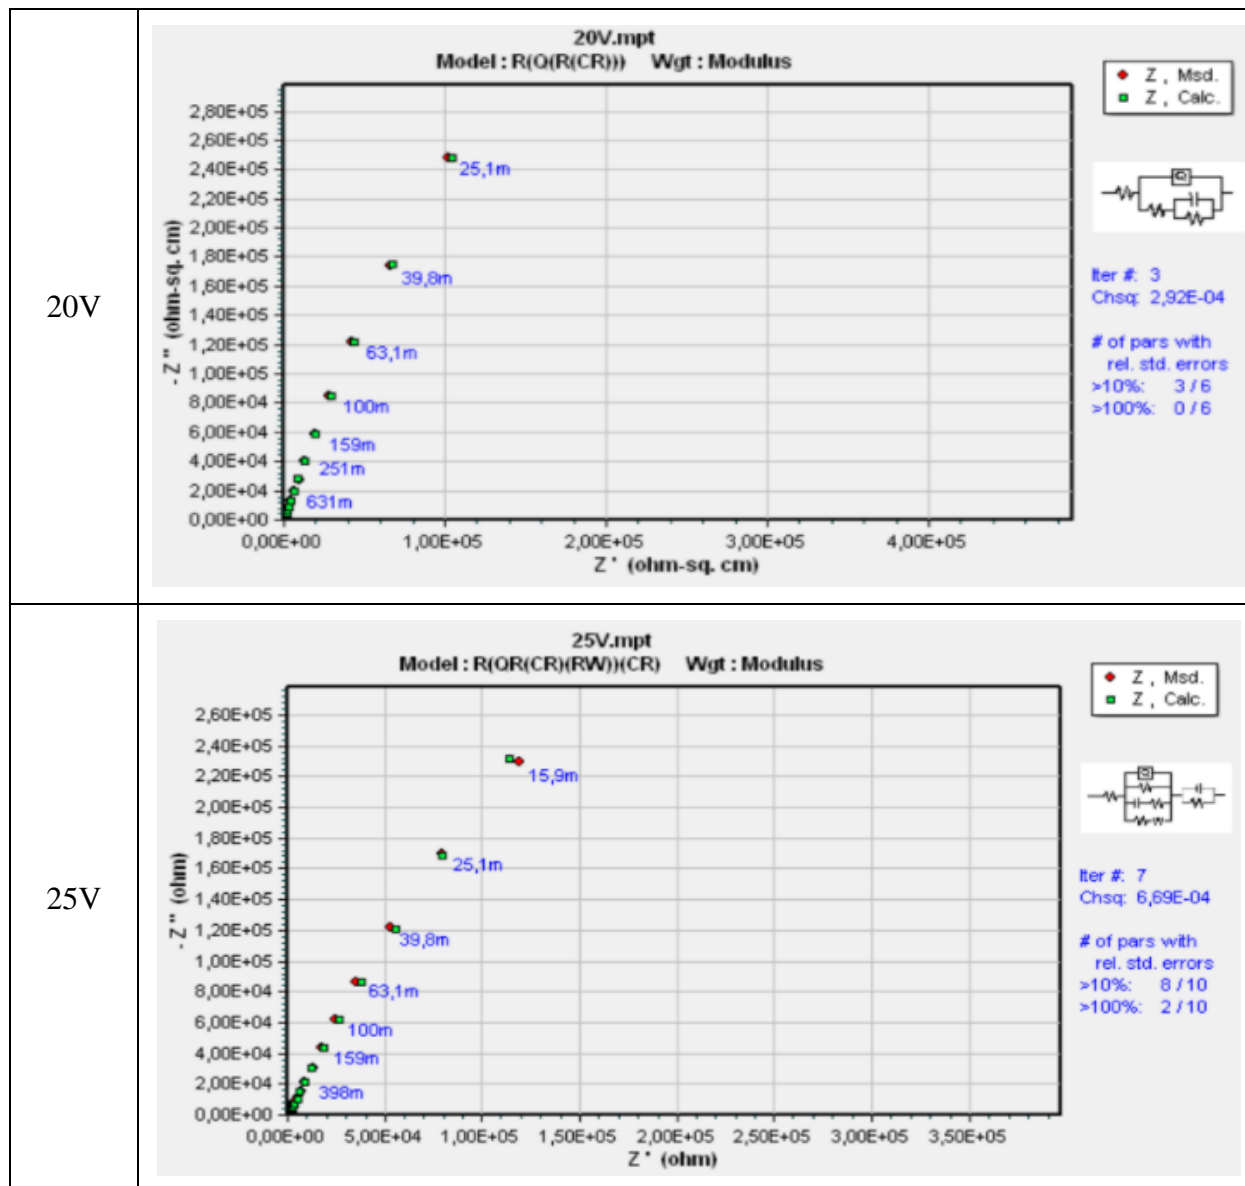 20V
20V.mpt
Model : R(Q(R(CR))) Wgt : Modulus
Z , Msd.
Z , Calc.
2,80E+05
2,60E+05
2,40E+05
2,20E+05
2,00E+05
1,80E+05
1,60E+05
1,40E+05
1,20E+05
1,00E+05
8,00E+04
6,00E+04
4,00E+04
2,00E+04
0,00E+00
- Z '' (ohm-sq. cm)
25,1m
39,8m
63,1m
100m
159m
251m
631m
0,00E+00 1,00E+05 2,00E+05 3,00E+05 4,00E+05
Z ' (ohm-sq. cm)
Q
Iter #: 3
Chsq: 2,92E-04
# of pars with
rel. std. errors
>10%: 3 / 6
>100%: 0 / 6
25V
25V.mpt
Model : R(QR(CR)(RW))(CR) Wgt : Modulus
Z , Msd.
Z , Calc.
2,60E+05
2,40E+05
2,20E+05
2,00E+05
1,80E+05
1,60E+05
1,40E+05
1,20E+05
1,00E+05
8,00E+04
6,00E+04
4,00E+04
2,00E+04
0,00E+00
- Z '' (ohm)
15,9m
25,1m
39,8m
63,1m
100m
159m
398m
0,00E+00 5,00E+04 1,00E+05 1,50E+05 2,00E+05 2,50E+05 3,00E+05 3,50E+05
Z ' (ohm)
Q
W
Iter #: 7
Chsq: 6,69E-04
# of pars with
rel. std. errors
>10%: 8 / 10
>100%: 2 / 10